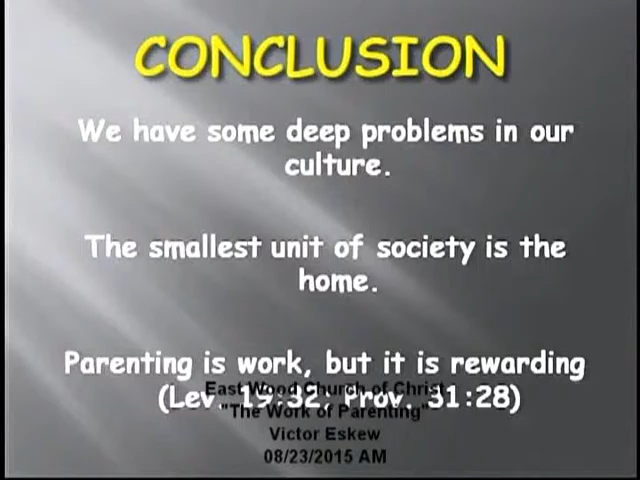 CONCLUSION
We have some deep problems in our
culture.
The smallest unit of society is the
home.
Parenting is work, but it is rewarding
East Wood Church of Christ
(Lev. 19:32; Prov. 31:28)
"The Work of Parenting"
Victor Eskew
08/23/2015 AM